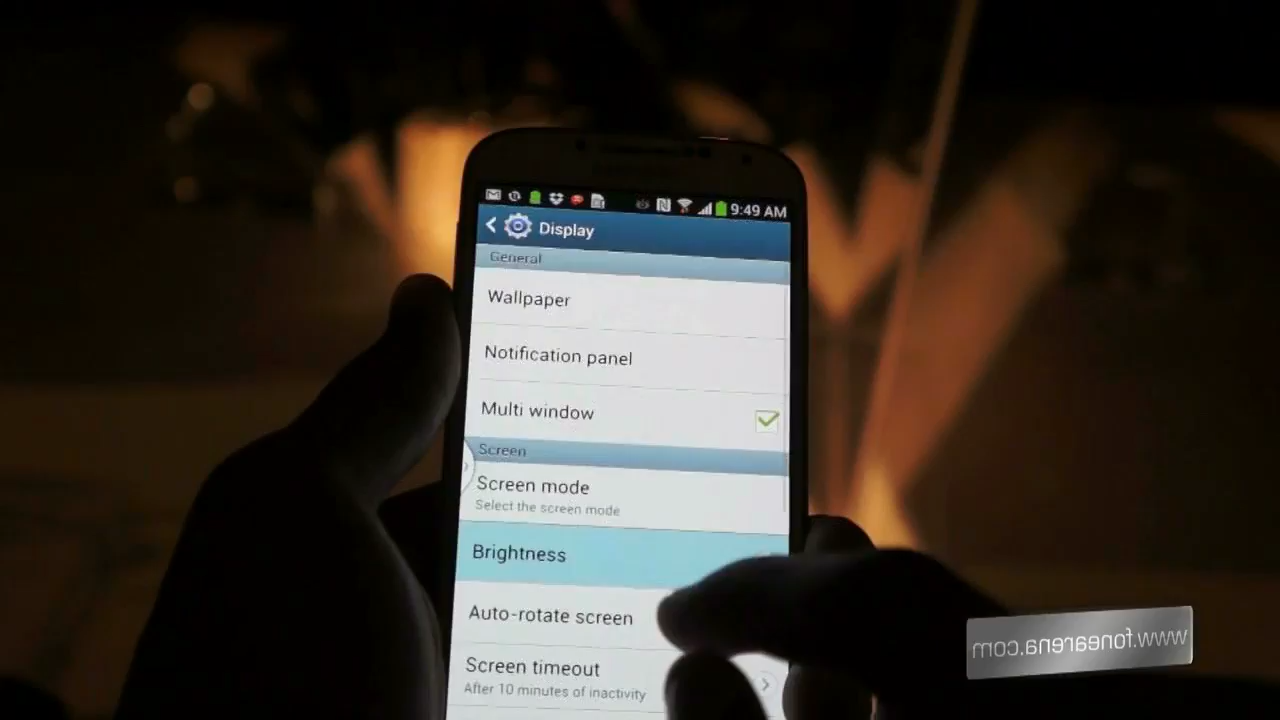 9:49 AM
Display
General
Wallpaper
Notification panel
Multi window
Screen
Screen mode
Select the screen mode
Brightness
Auto-rotate screen
Screen timeout
After 10 minutes of inactivity
www.fonearena.com